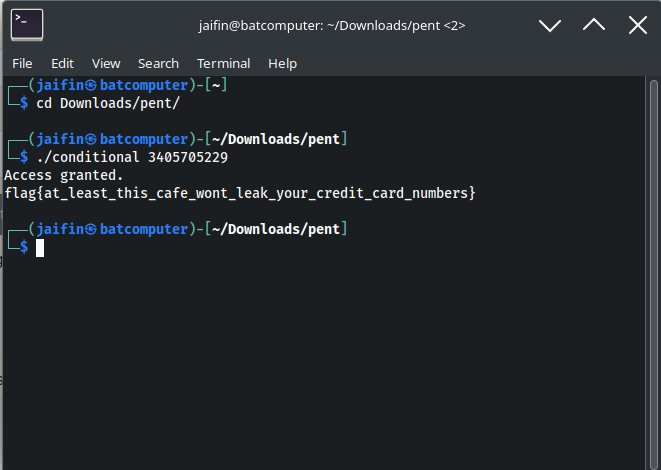 jaifin@batcomputer: ~/Downloads/pent <2>
File Edit View Search Terminal Help
┌──(jaifin㉿batcomputer)-[~]
└─$ cd Downloads/pent/
┌──(jaifin㉿batcomputer)-[~/Downloads/pent]
└─$ ./conditional 3405705229
Access granted.
flag{at_least_this_cafe_wont_leak_your_credit_card_numbers}
┌──(jaifin㉿batcomputer)-[~/Downloads/pent]
└─$